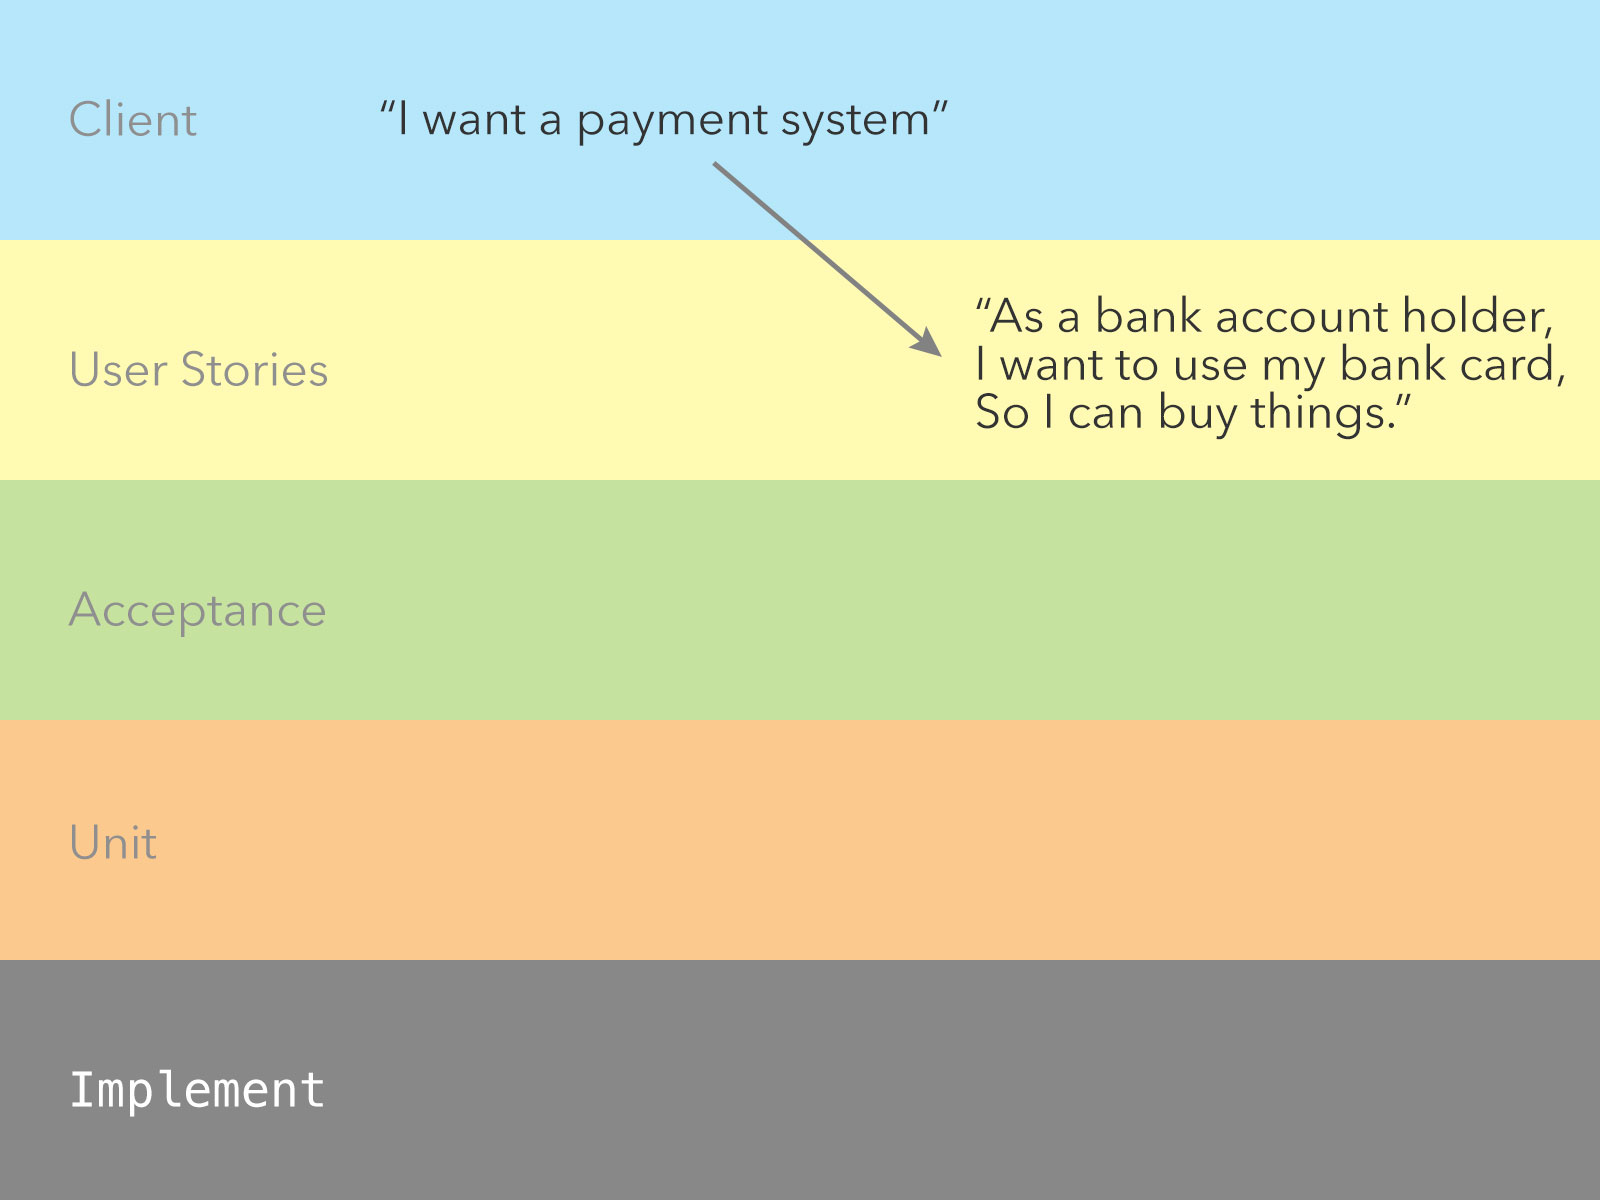 Client
“I want a payment system”
User Stories
“As a bank account holder,
I want to use my bank card,
So I can buy things.”
Acceptance
Unit
Implement